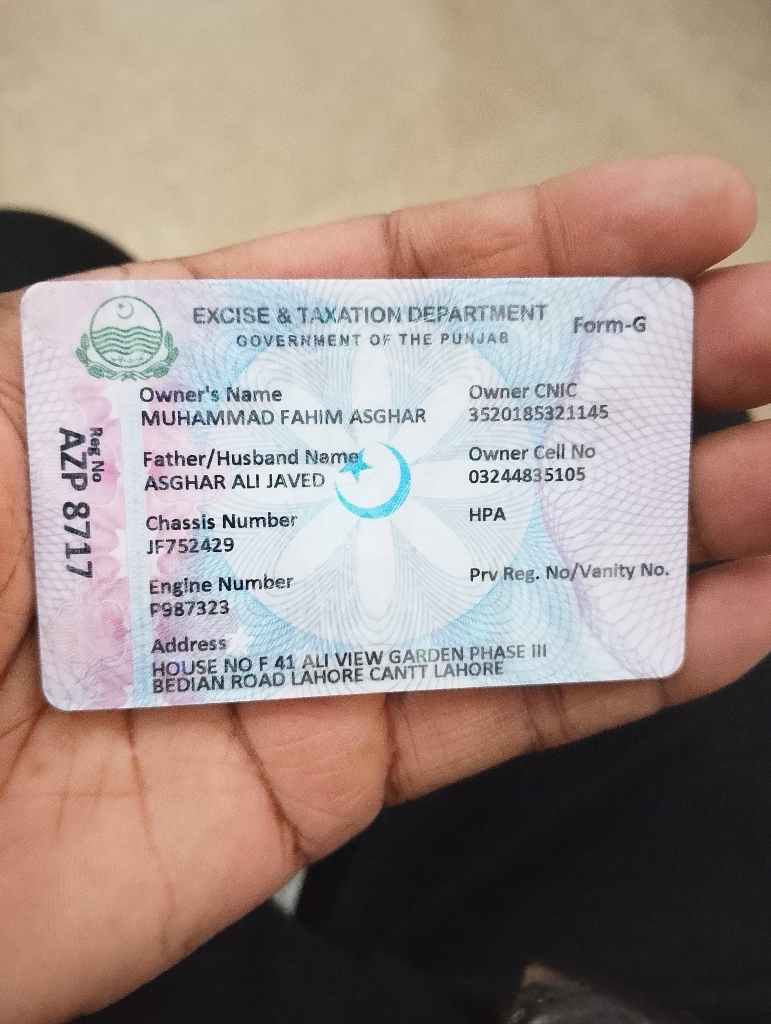 EXCISE & TAXATION DEPARTMENT
GOVERNMENT OF THE PUNJAB
Form-G
Reg No
AZP 8717
Owner's Name
MUHAMMAD FAHIM ASGHAR
Owner CNIC
3520185321145
Father/Husband Name
ASGHAR ALI JAVED
Owner Cell No
03244835105
Chassis Number
JF752429
HPA
Engine Number
P987323
Prv Reg. No/Vanity No.
Address
HOUSE NO F 41 ALI VIEW GARDEN PHASE III
BEDIAN ROAD LAHORE CANTT LAHORE